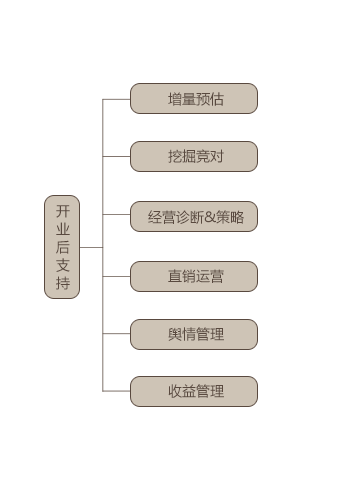 增量预估
挖掘竞对
经营诊断&策略
开业后支持
直销运营
舆情管理
收益管理